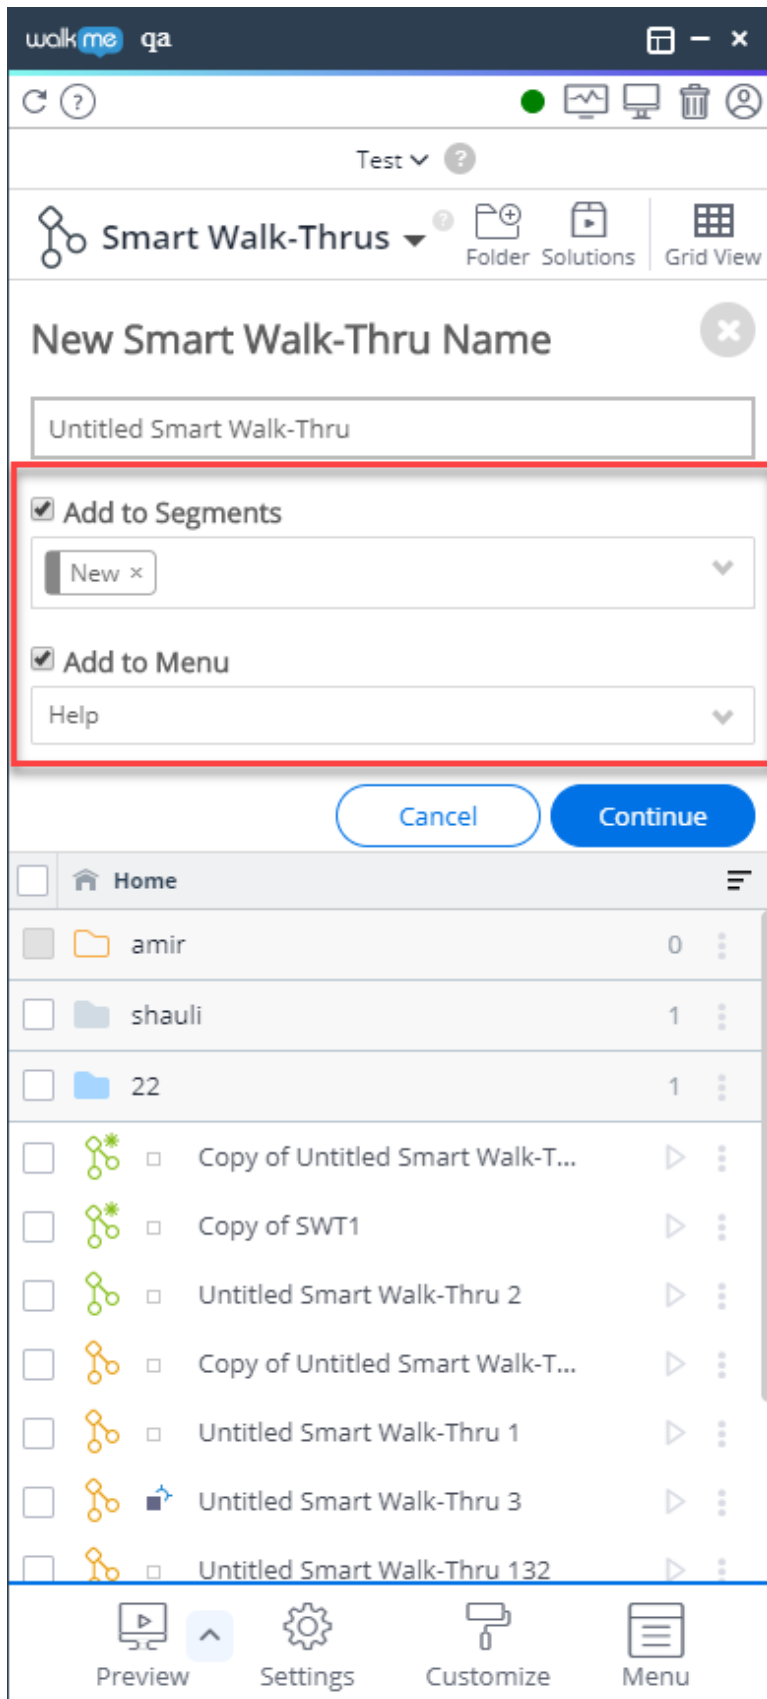 walkme qa
?
Test ?
Smart Walk-Thrus ? Folder Solutions Grid View
New Smart Walk-Thru Name
Untitled Smart Walk-Thru
Add to Segments
New ×
Add to Menu
Help
Cancel Continue
Home
amir 0
shauli 1
22 1
Copy of Untitled Smart Walk-T...
Copy of SWT1
Untitled Smart Walk-Thru 2
Copy of Untitled Smart Walk-T...
Untitled Smart Walk-Thru 1
Untitled Smart Walk-Thru 3
Untitled Smart Walk-Thru 132
Preview Settings Customize Menu